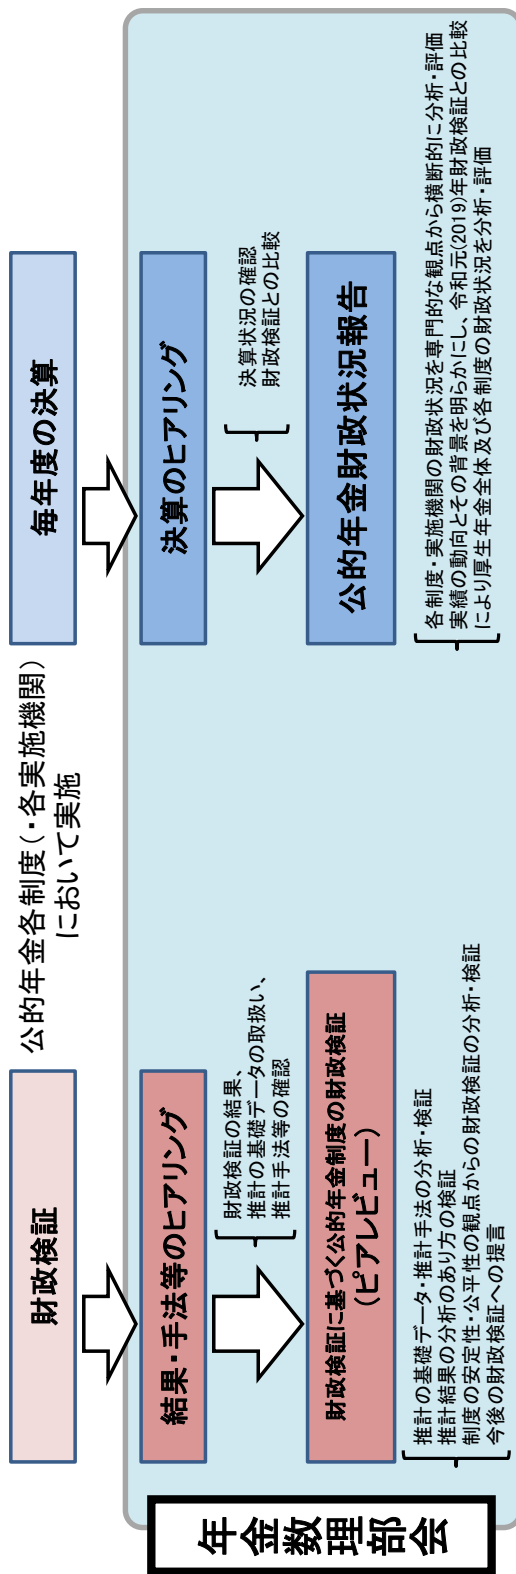 財政検証
公的年金各制度（・各実施機関）
において実施
毎年度の決算
結果・手法等のヒアリング
決算のヒアリング
財政検証の結果、
推計の基礎データの取扱い、
推計手法等の確認
決算状況の確認
財政検証との比較
財政検証に基づく公的年金制度の財政検証
（ピアレビュー）
公的年金財政状況報告
推計の基礎データ・推計手法の分析・検証
推計結果の分析のあり方の検証
制度の安定性・公平性の観点からの財政検証の分析・検証
今後の財政検証への提言
各制度・実施機関の財政状況を専門的な観点から横断的に分析・評価
実績の動向とその背景を明らかにし、令和元(2019)年財政検証との比較
により厚生年金全体及び各制度の財政状況を分析・評価
年金数理部会